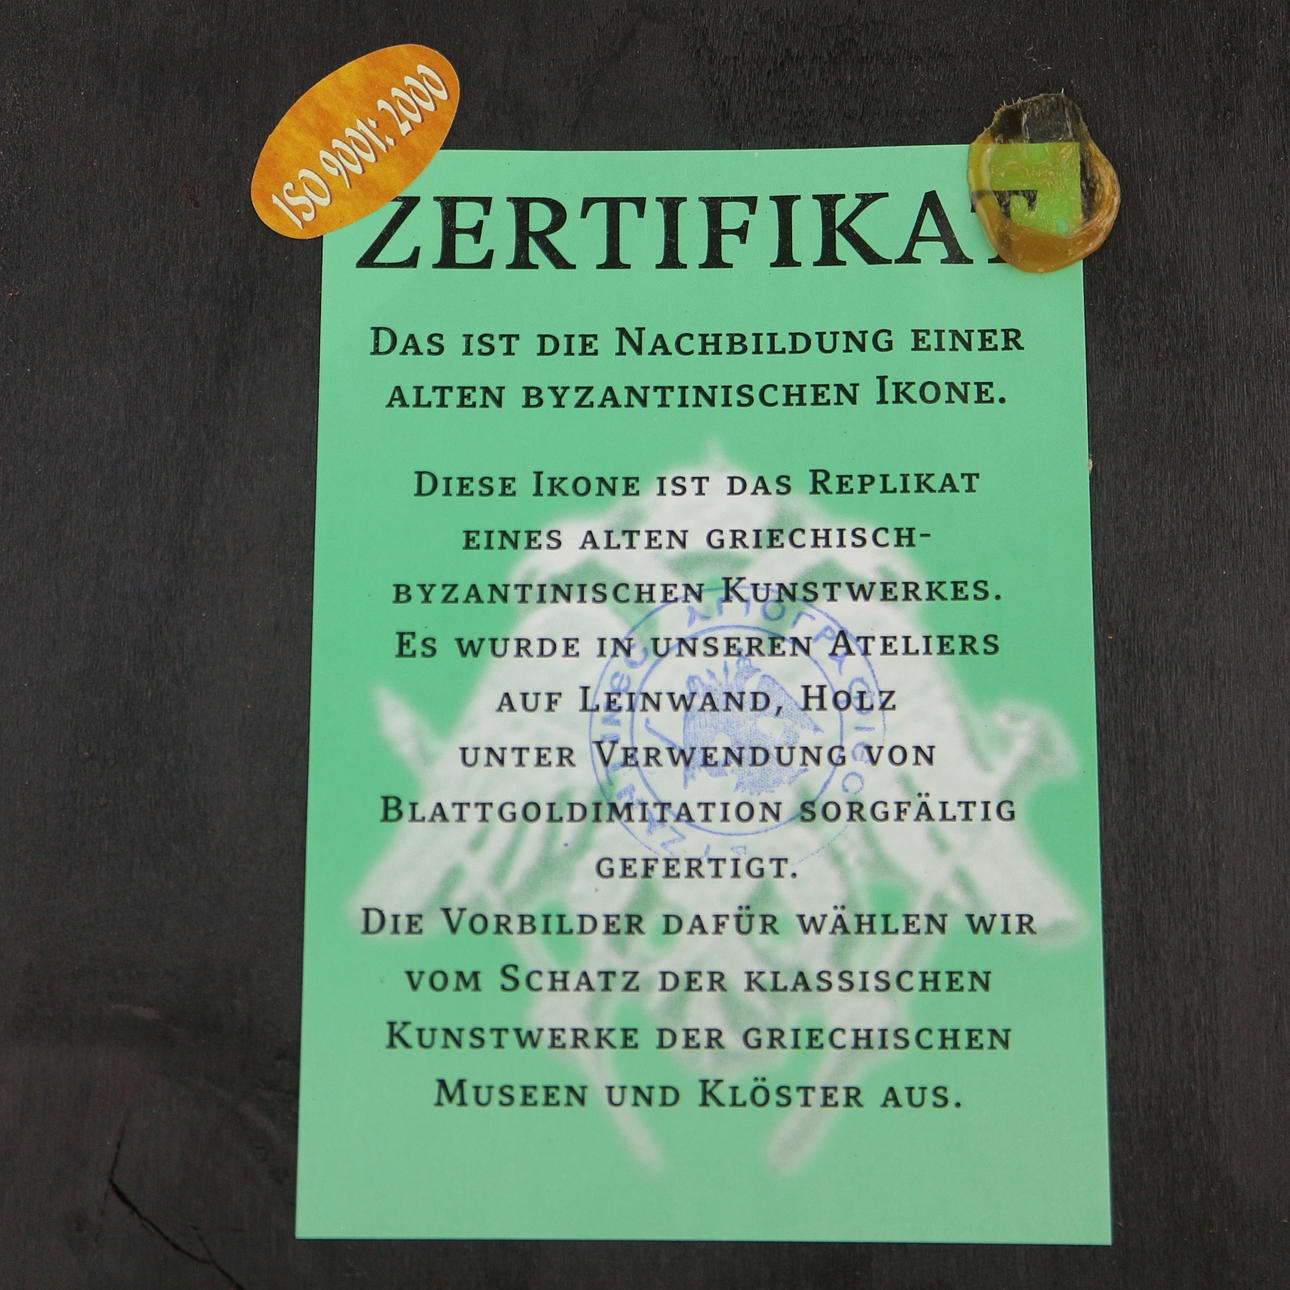 ISO 9001: 2000
ZERTIFIKAT
DAS IST DIE NACHBILDUNG EINER
ALTEN BYZANTINISCHEN IKONE.
DIESE IKONE IST DAS REPLIKAT
EINES ALTEN GRIECHISCH-
BYZANTINISCHEN KUNSTWERKES.
ES WURDE IN UNSEREN ATELIERS
AUF LEINWAND, HOLZ
UNTER VERWENDUNG VON
BLATTGOLDIMITATION SORGFÄLTIG
GEFERTIGT.
DIE VORBILDER DAFÜR WÄHLEN WIR
VOM SCHATZ DER KLASSISCHEN
KUNSTWERKE DER GRIECHISCHEN
MUSEEN UND KLÖSTER AUS.